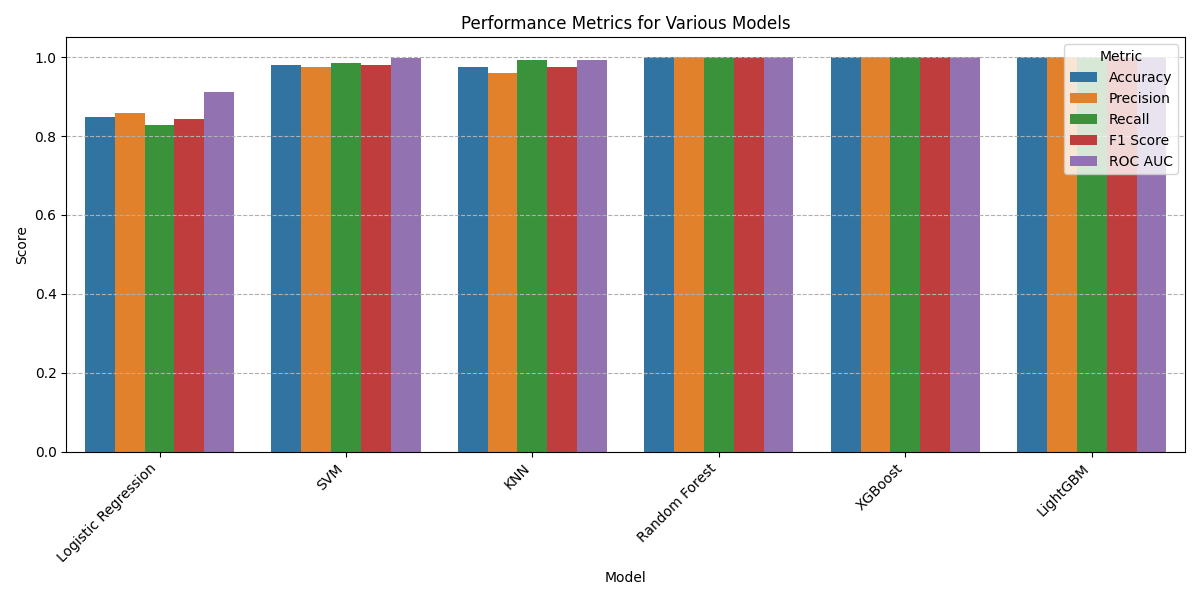 Performance Metrics for Various Models
Score
1.0
0.8
0.6
0.4
0.2
0.0
Metric
Accuracy
Precision
Recall
F1 Score
ROC AUC
Logistic Regression
SVM
KNN
Random Forest
XGBoost
LightGBM
Model